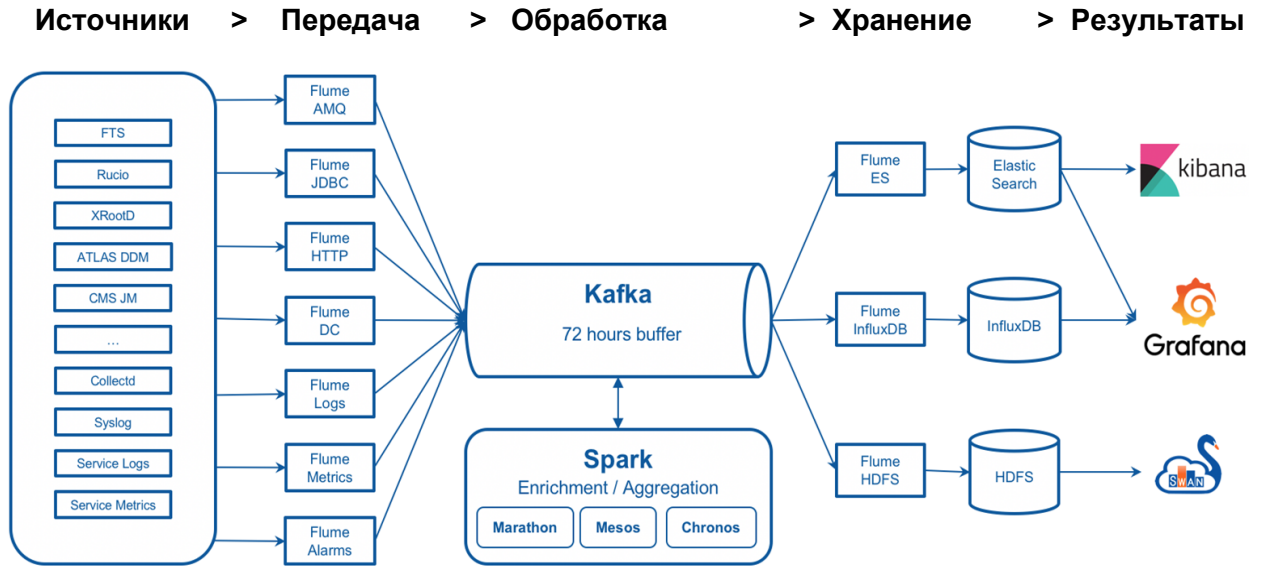 Источники > Передача > Обработка > Хранение > Результаты
FTS
Rucio
XRootD
ATLAS DDM
CMS JM
...
Collectd
Syslog
Service Logs
Service Metrics
Flume
AMQ
Flume
JDBC
Flume
HTTP
Flume
DC
Flume
Logs
Flume
Metrics
Flume
Alarms
Kafka
72 hours buffer
Spark
Enrichment / Aggregation
Marathon
Mesos
Chronos
Flume
ES
Flume
InfluxDB
Flume
HDFS
Elastic
Search
InfluxDB
HDFS
kibana
Grafana
SWAN